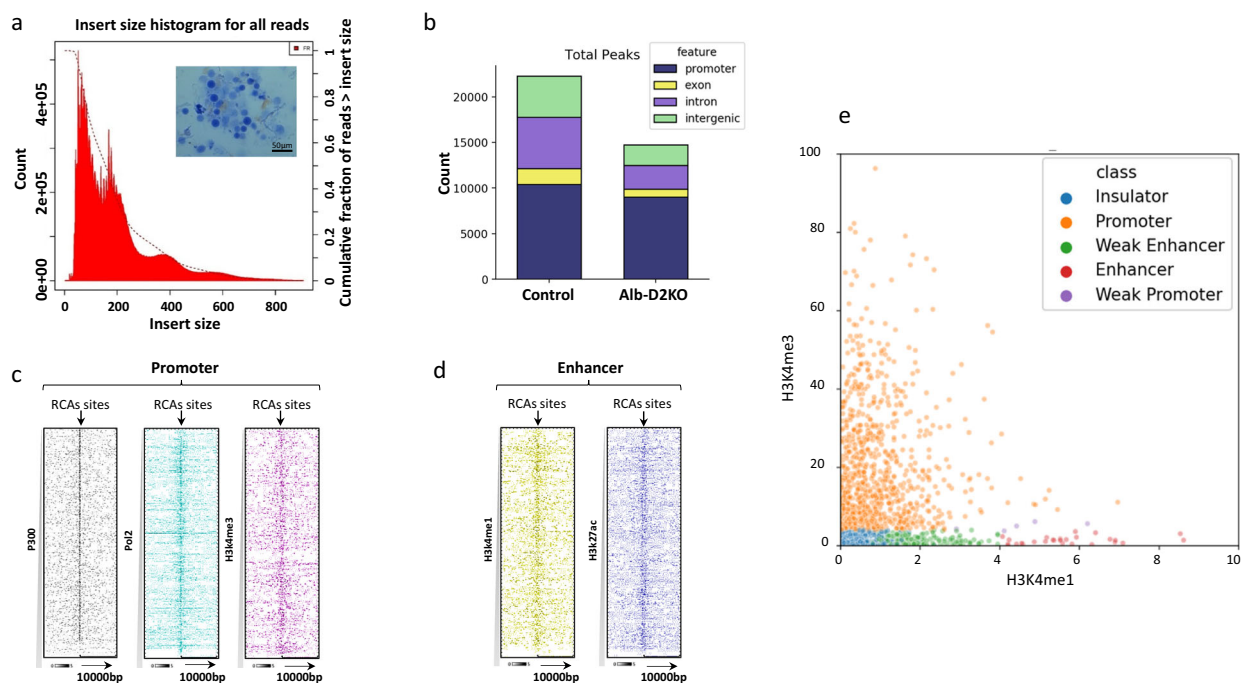 a
Insert size histogram for all reads
FR
Count
0e+00
2e+05
4e+05
0
200
400
600
800
Insert size
0
0.2
0.4
0.6
0.8
1
Cumulative fraction of reads > insert size
50µm
b
Total Peaks
feature
promoter
exon
intron
intergenic
Count
20000
15000
10000
5000
0
Control
Alb-D2KO
c
Promoter
RCAs sites
RCAs sites
RCAs sites
P300
Pol2
H3k4me3
10000bp
10000bp
10000bp
d
Enhancer
RCAs sites
RCAs sites
H3k4me1
H3k27ac
10000bp
10000bp
e
class
Insulator
Promoter
Weak Enhancer
Enhancer
Weak Promoter
H3K4me3
100
80
60
40
20
0
0
2
4
6
8
10
H3K4me1